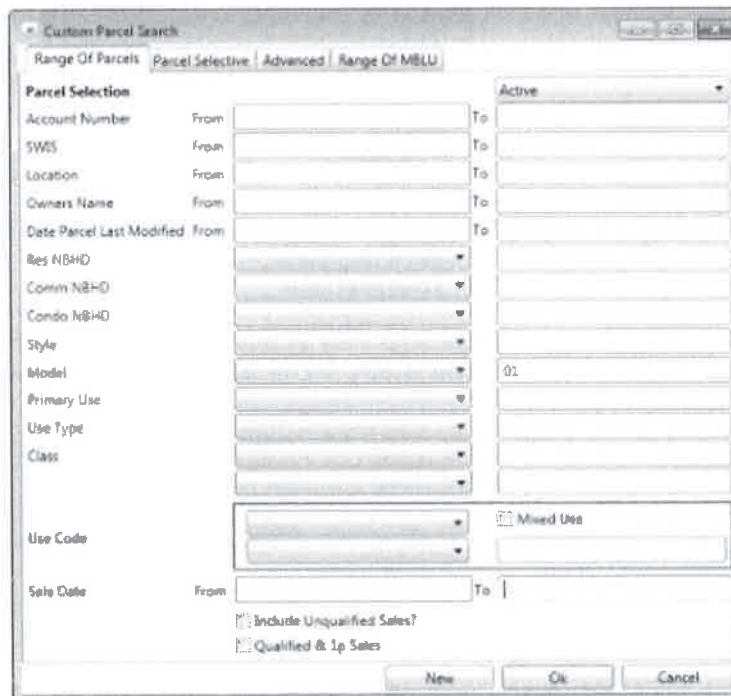 Custom Parcel Search
Range Of Parcels Parcel Selective Advanced Range Of MBLU
Parcel Selection Active
Account Number From To
SWIS From To
Location From To
Owners Name From To
Date Parcel Last Modified From To
Res NBHD
Comm NBHD
Condo NBHD
Style
Model 01
Primary Use
Use Type
Class
Mixed Use
Use Code
Sale Date From To
Include Unqualified Sales?
Qualified & 1p Sales
New Ok Cancel